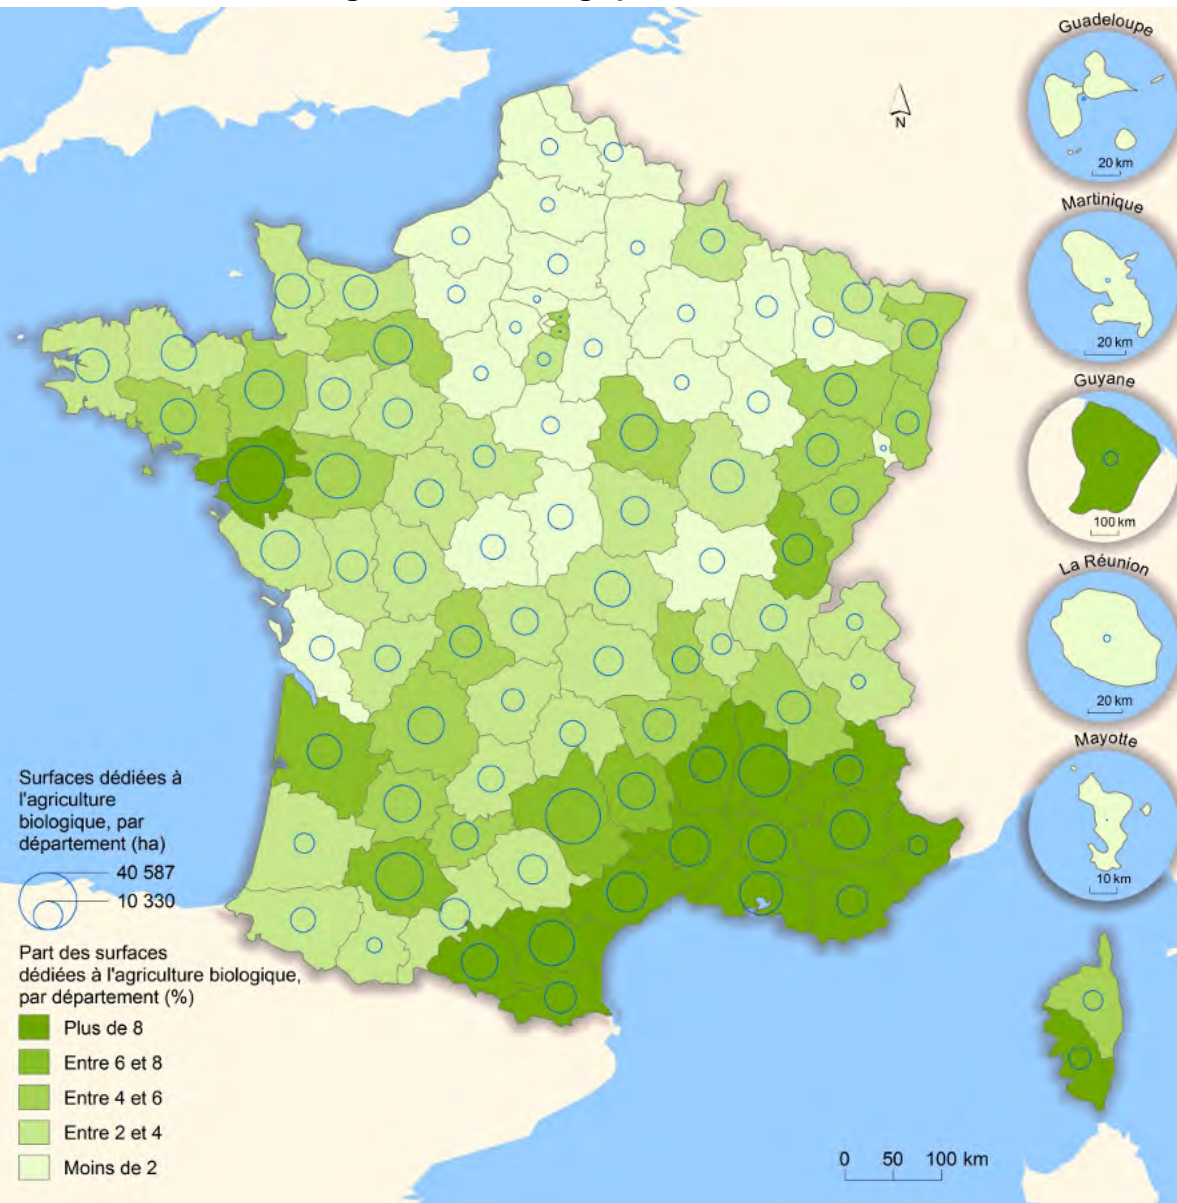 Guadeloupe
20 km
N
Martinique
20 km
Guyane
100 km
La Réunion
20 km
Mayotte
10 km
Surfaces dédiées à
l'agriculture
biologique, par
département (ha)
40 587
10 330
Part des surfaces
dédiées à l'agriculture biologique,
par département (%)
Plus de 8
Entre 6 et 8
Entre 4 et 6
Entre 2 et 4
Moins de 2
0 50 100 km